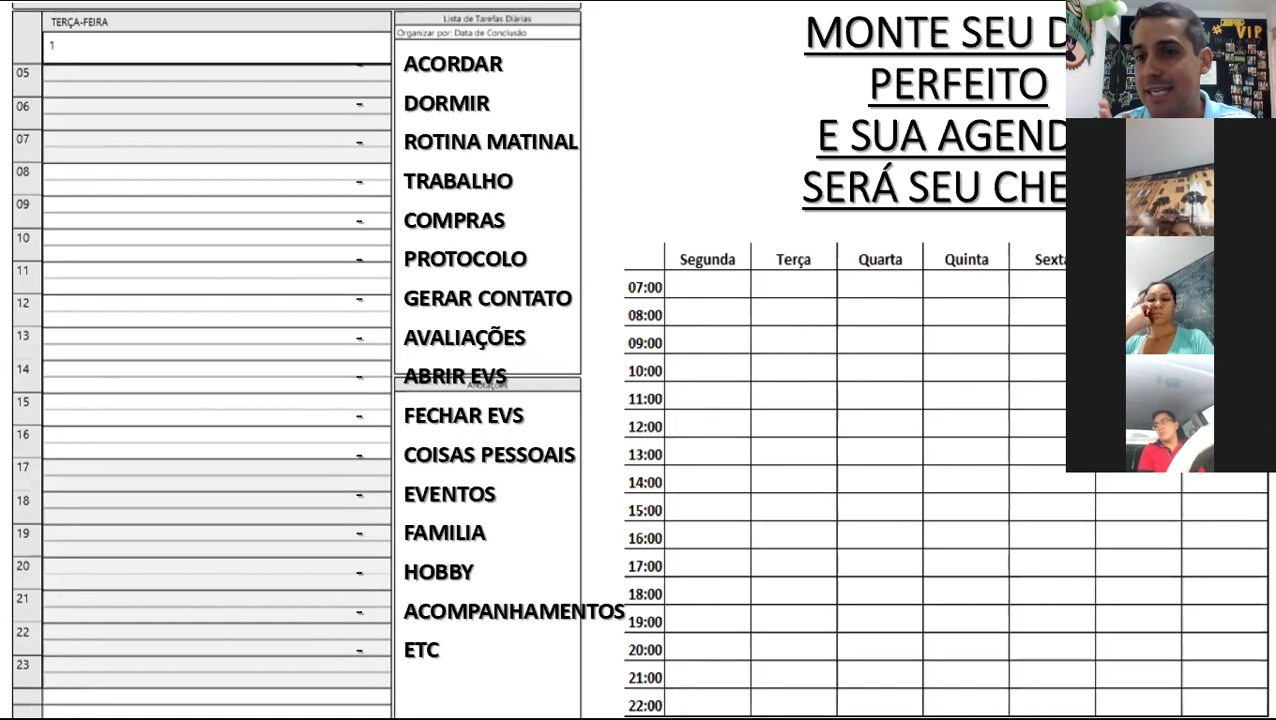 TERÇA-FEIRA
1
05
06
07
08
09
10
11
12
13
14
15
16
17
18
19
20
21
22
23
Lista de Tarefas Diárias
Organizar por: Data de Conclusão
- ACORDAR
- DORMIR
- ROTINA MATINAL
- TRABALHO
- COMPRAS
- PROTOCOLO
- GERAR CONTATO
- AVALIAÇÕES
- ABRIR EVS
Anotações
- FECHAR EVS
- COISAS PESSOAIS
- EVENTOS
- FAMILIA
- HOBBY
- ACOMPANHAMENTOS
- ETC
MONTE SEU D
PERFEITO
E SUA AGEND
SERÁ SEU CHE
VIP
Segunda Terça Quarta Quinta Sexta
07:00
08:00
09:00
10:00
11:00
12:00
13:00
14:00
15:00
16:00
17:00
18:00
19:00
20:00
21:00
22:00